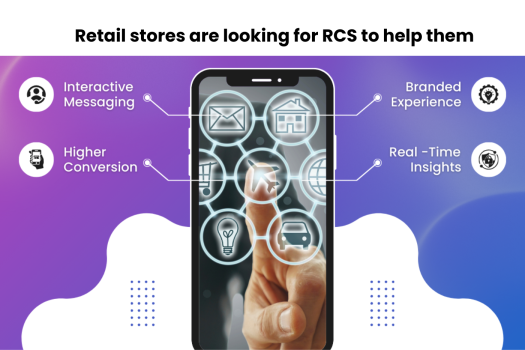 Retail stores are looking for RCS to help them
Interactive
Messaging
Branded
Experience
Higher
Conversion
Real -Time
Insights